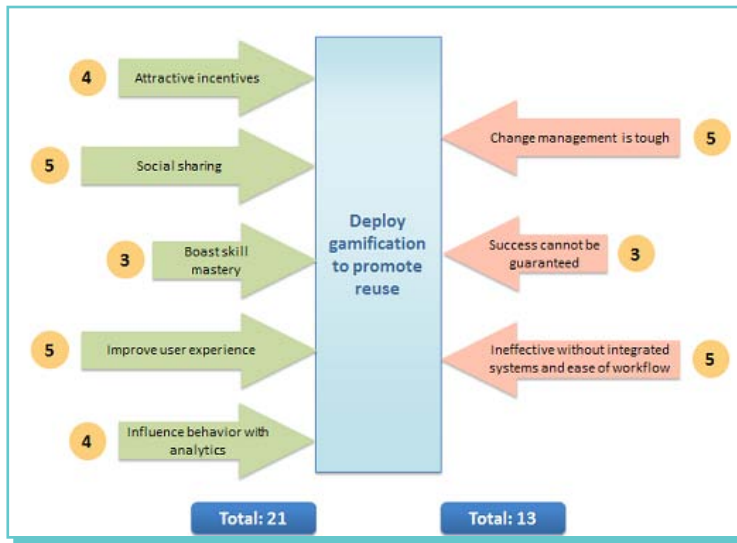 4
Attractive incentives
5
Social sharing
3
Boast skill
mastery
5
Improve user experience
4
Influence behavior with
analytics
Deploy
gamification
to promote
reuse
Change management is tough
5
Success cannot be
guaranteed
3
Ineffective without integrated
systems and ease of workflow
5
Total: 21
Total: 13